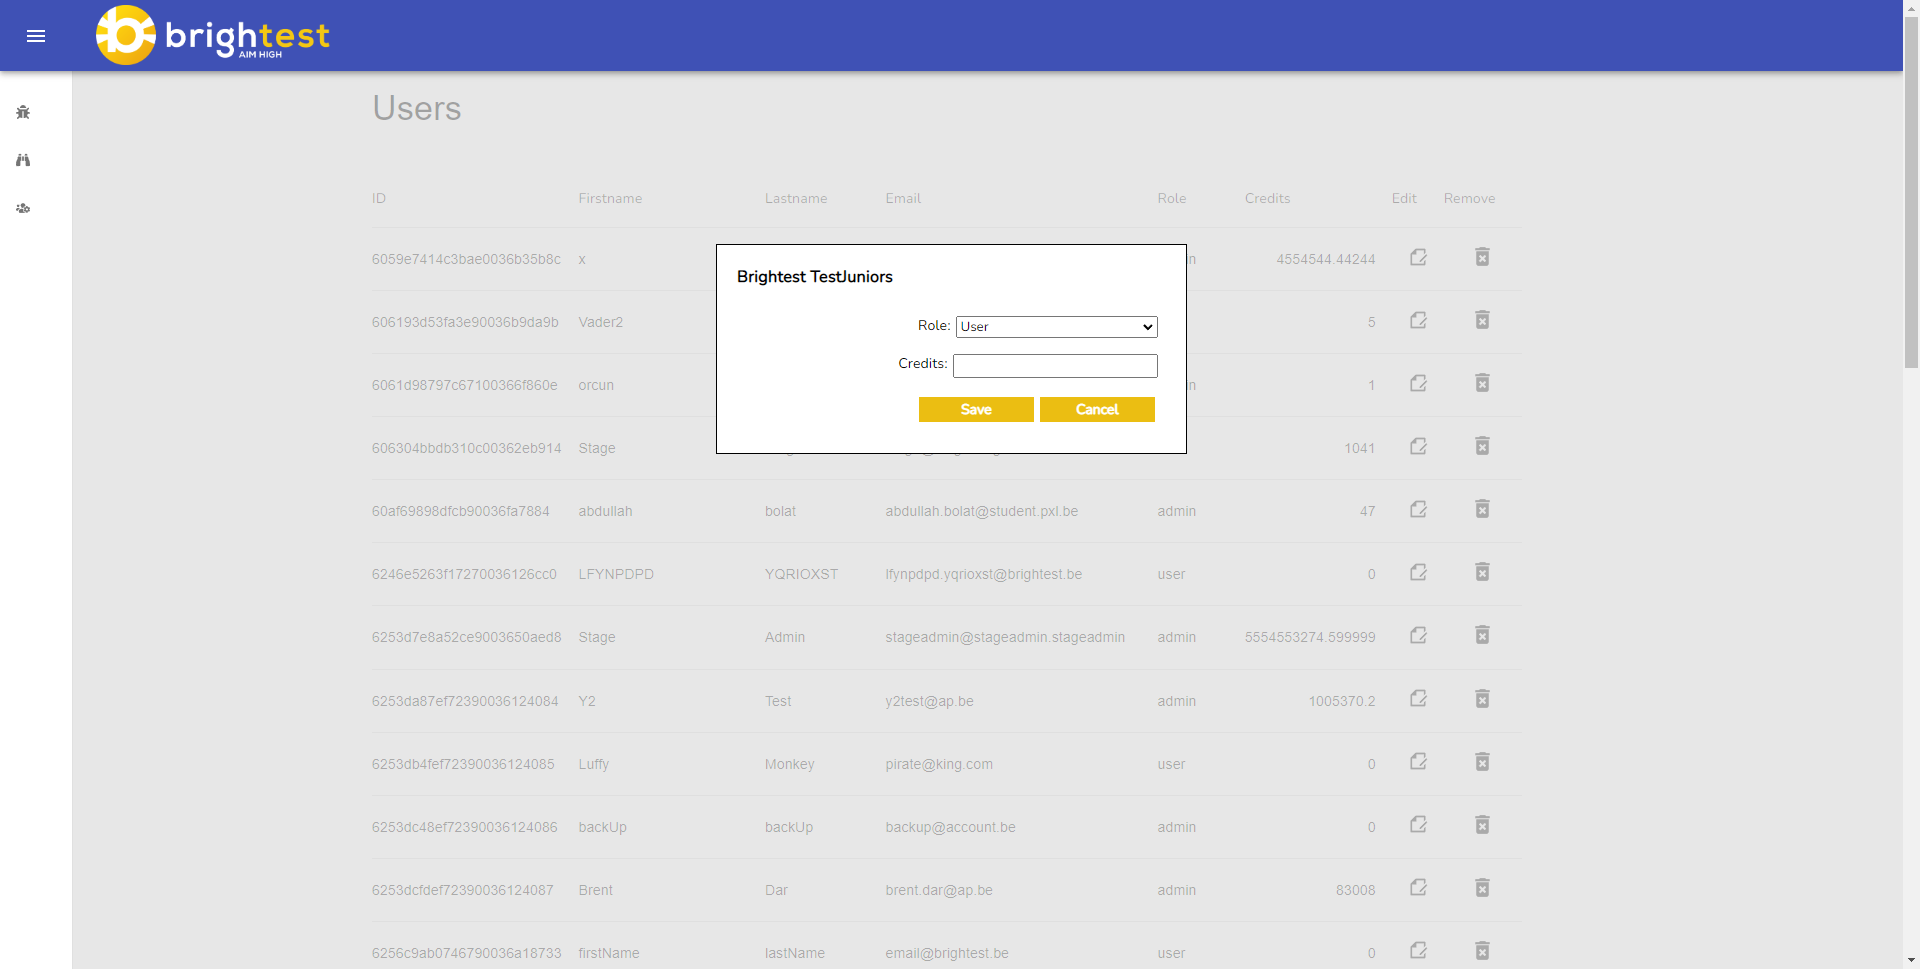 brightest
AIM HIGH
Users
ID Firstname Lastname Email Role Credits Edit Remove
6059e7414c3bae0036b35b8c x 4554544.44244
606193d53fa3e90036b9da9b Vader2 5
6061d98797c67100366f860e orcun 1
606304bbdb310c00362eb914 Stage 1041
Brightest TestJuniors
Role: User
Credits:
Save Cancel
60af69898dfcb90036fa7884 abdullah bolat abdullah.bolat@student.pxl.be admin 47
6246e5263f17270036126cc0 LFYNPDPD YQRIOXST lfynpdpd.yqrioxst@brightest.be user 0
6253d7e8a52ce9003650aed8 Stage Admin stageadmin@stageadmin.stageadmin admin 5554553274.599999
6253da87ef72390036124084 Y2 Test y2test@ap.be admin 1005370.2
6253db4fef72390036124085 Luffy Monkey pirate@king.com user 0
6253dc48ef72390036124086 backUp backUp backup@account.be admin 0
6253dcfdef72390036124087 Brent Dar brent.dar@ap.be admin 83008
6256c9ab0746790036a18733 firstName lastName email@brightest.be user 0